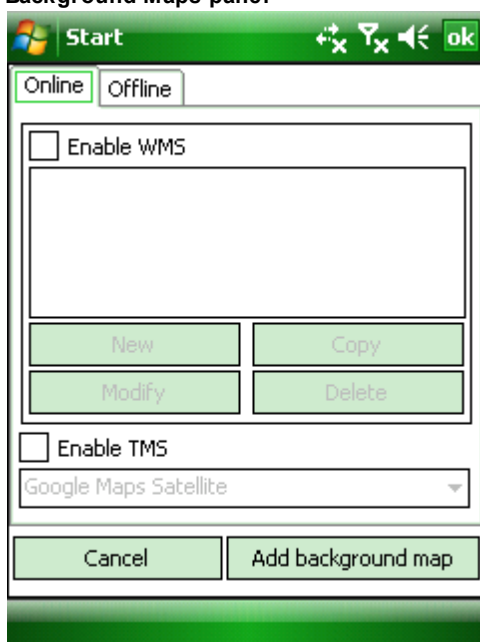 Background Maps panel
Start ok
Online Offline
Enable WMS
New Copy
Modify Delete
Enable TMS
Google Maps Satellite
Cancel Add background map